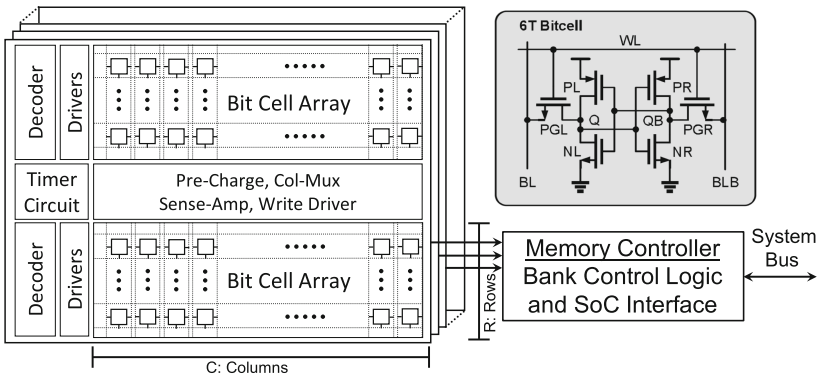 Decoder
Drivers
Bit Cell Array
Timer
Circuit
Pre-Charge, Col-Mux
Sense-Amp, Write Driver
Decoder
Drivers
Bit Cell Array
C: Columns
R: Rows
6T Bitcell
WL
PL
PR
PGL
Q
QB
PGR
NL
NR
BL
BLB
Memory Controller
Bank Control Logic
and SoC Interface
System
Bus